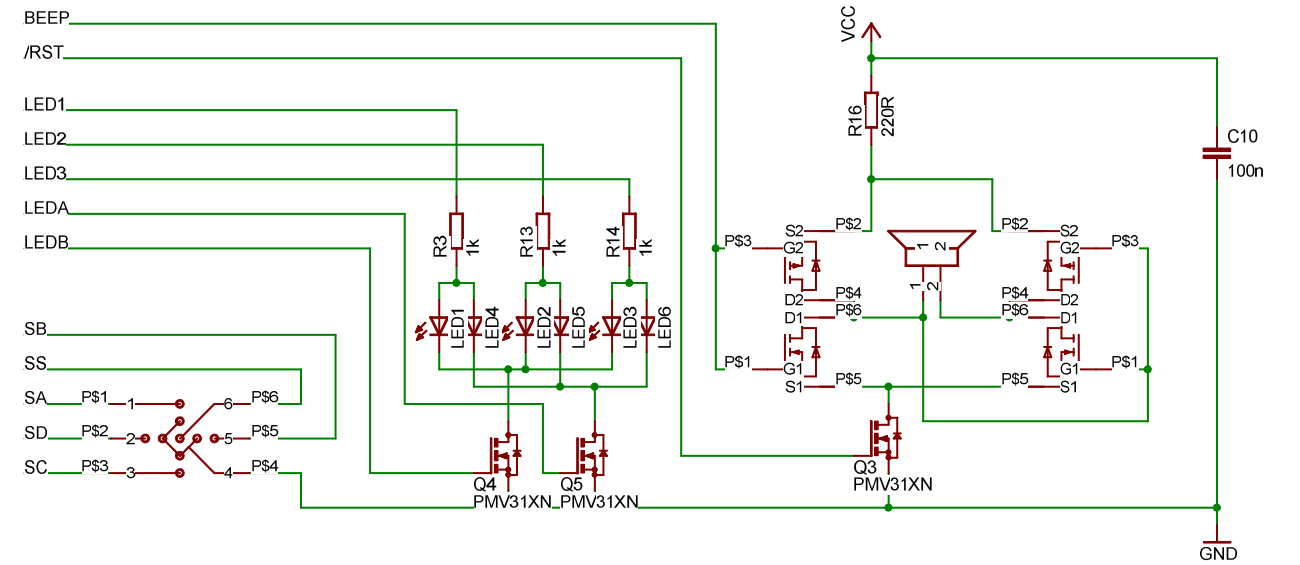 BEEP
/RST
LED1
LED2
LED3
LEDA
LEDB
SB
SS
SA
SD
SC
P$1
P$2
P$3
1
2
3
6
5
4
P$6
P$5
P$4
R3
1k
R13
1k
R14
1k
LED1
LED4
LED2
LED5
LED3
LED6
Q4
PMV31XN
Q5
PMV31XN
VCC
R16
220R
C10
100n
P$3
S2
P$2
G2
D2
P$4
D1
P$6
P$1
G1
S1
P$5
1
2
1
2
P$2
S2
G2
P$3
P$4
D2
P$6
D1
G1
P$1
P$5
S1
Q3
PMV31XN
GND